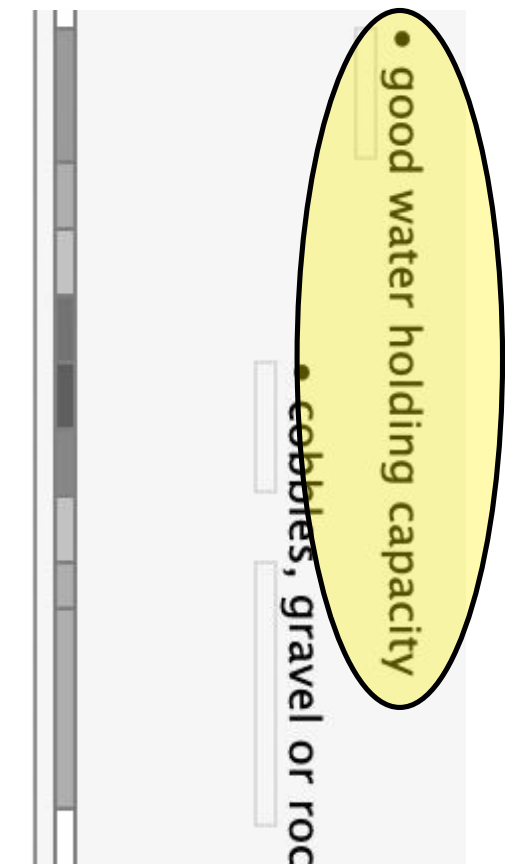 • good water holding capacity
• cobbles, gravel or roc